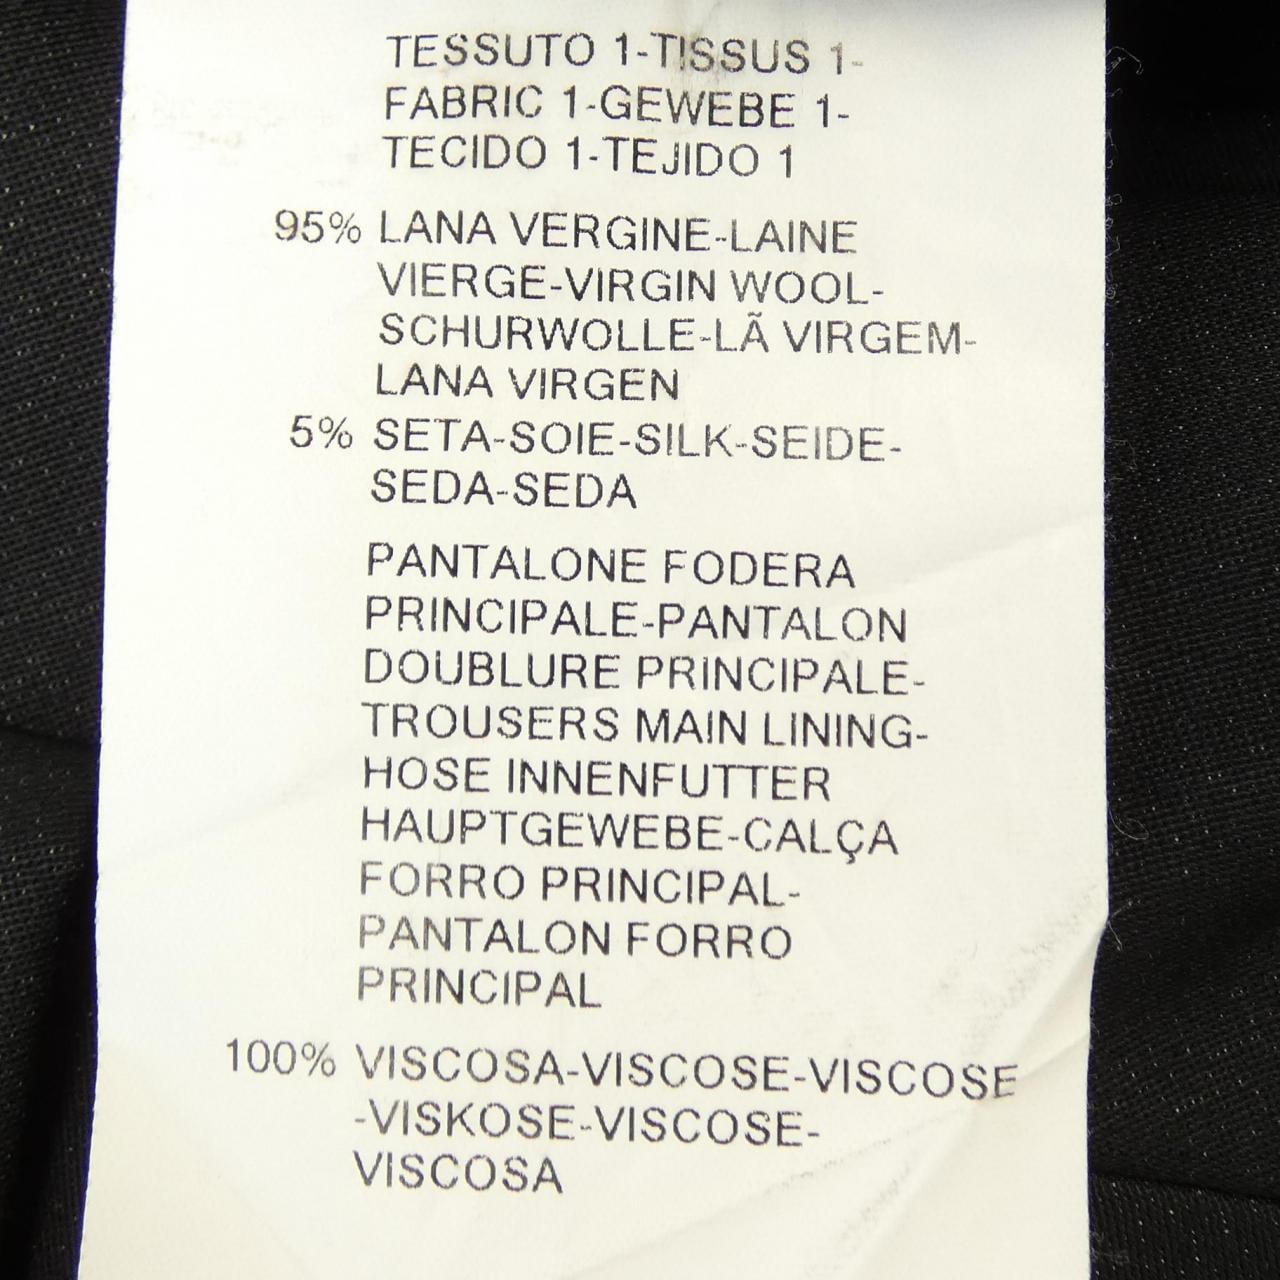 TESSUTO 1-TISSUS 1-
FABRIC 1-GEWEBE 1-
TECIDO 1-TEJIDO 1
95% LANA VERGINE-LAINE
VIERGE-VIRGIN WOOL-
SCHURWOLLE-LÃ VIRGEM-
LANA VIRGEN
5% SETA-SOIE-SILK-SEIDE-
SEDA-SEDA
PANTALONE FODERA
PRINCIPALE-PANTALON
DOUBLURE PRINCIPALE-
TROUSERS MAIN LINING-
HOSE INNENFUTTER
HAUPTGEWEBE-CALÇA
FORRO PRINCIPAL-
PANTALON FORRO
PRINCIPAL
100% VISCOSA-VISCOSE-VISCOSE
-VISKOSE-VISCOSE-
VISCOSA